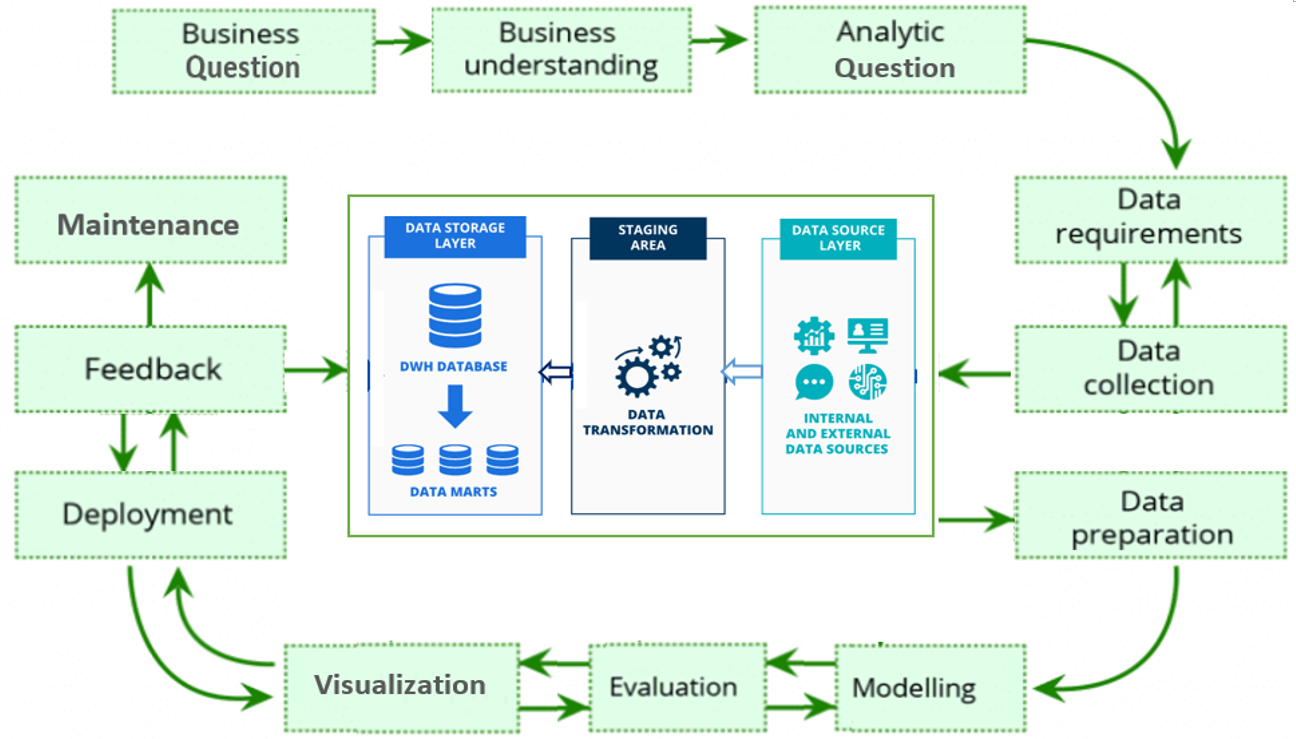 Business
Question
Business
understanding
Analytic
Question
Maintenance
DATA STORAGE
LAYER
STAGING
AREA
DATA SOURCE
LAYER
Data
requirements
Feedback
DWH DATABASE
DATA
TRANSFORMATION
INTERNAL
AND EXTERNAL
DATA SOURCES
Data
collection
DATA MARTS
Deployment
Data
preparation
Visualization
Evaluation
Modelling